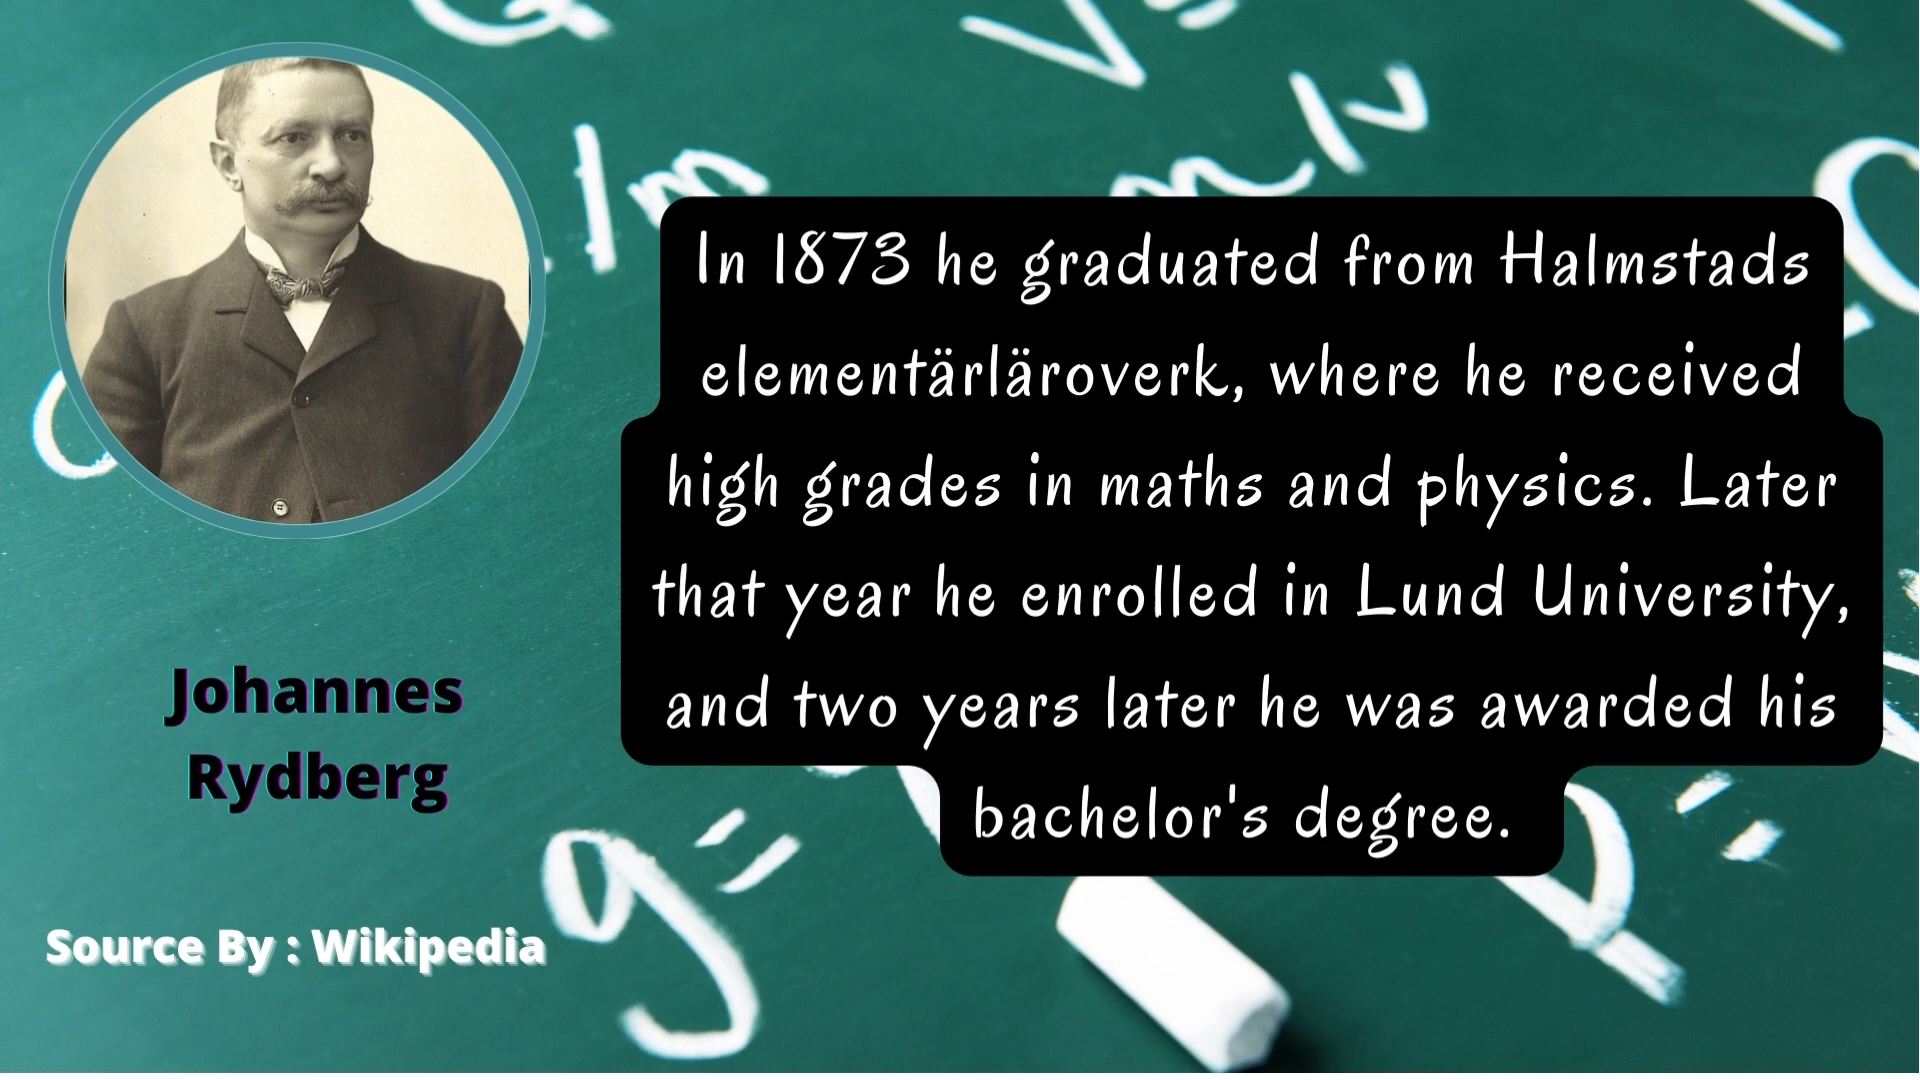 Johannes
Rydberg
Source By : Wikipedia
In 1873 he graduated from Halmstads
elementärläroverk, where he received
high grades in maths and physics. Later
that year he enrolled in Lund University,
and two years later he was awarded his
bachelor's degree.